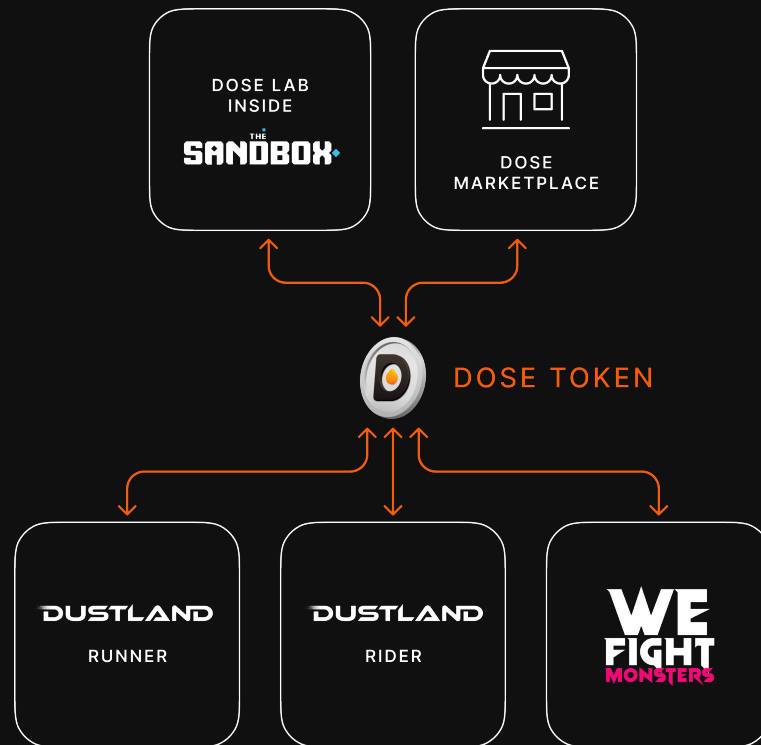 DOSE LAB
INSIDE
THE
SANDBOX
DOSE
MARKETPLACE
D
DOSE TOKEN
DUSTLAND
RUNNER
DUSTLAND
RIDER
WE
FIGHT
MONSTERS